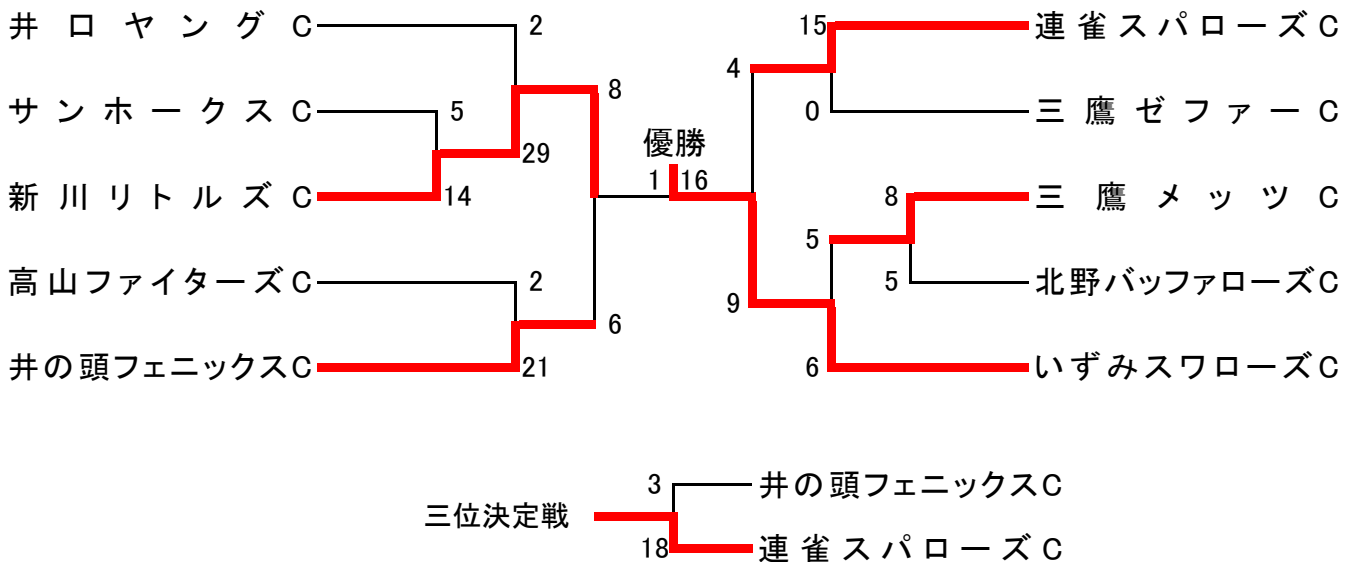 井口ヤングC 2 15 連雀スパローズC
8 4
サンホークスC 5 0 三鷹ゼファーC
優勝
29 1 16
新川リトルズC 14 8 三鷹メッツC
5
高山ファイターズC 2 5 北野バッファローズC
6 9
井の頭フェニックスC 21 6 いずみスワローズC
3 井の頭フェニックスC
三位決定戦
18 連雀スパローズC